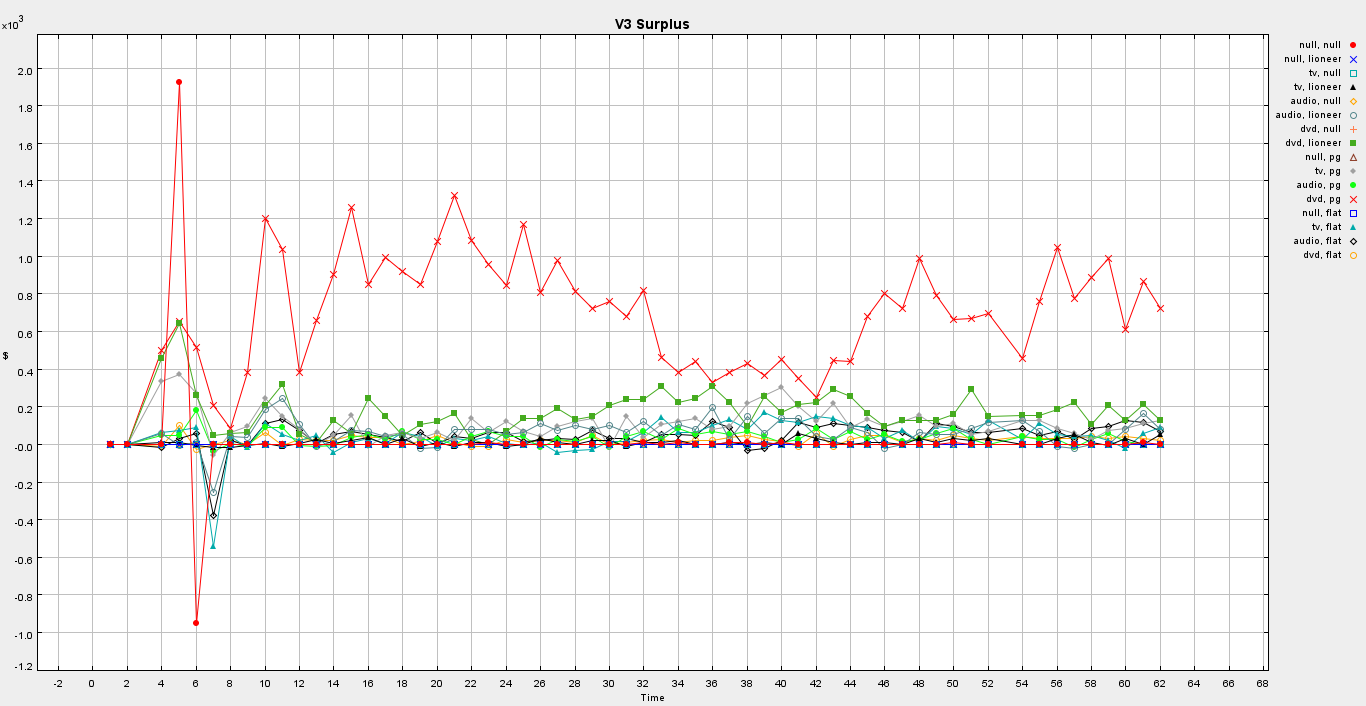 V3 Surplus
×10³
2.0
1.8
1.6
1.4
1.2
1.0
0.8
0.6
0.4
0.2
-0.0
-0.2
-0.4
-0.6
-0.8
-1.0
-1.2
$
-2 0 2 4 6 8 10 12 14 16 18 20 22 24 26 28 30 32 34 36 38 40 42 44 46 48 50 52 54 56 58 60 62 64 66 68
Time
null, null
null, lioneer
tv, null
tv, lioneer
audio, null
audio, lioneer
dvd, null
dvd, lioneer
null, pg
tv, pg
audio, pg
dvd, pg
null, flat
tv, flat
audio, flat
dvd, flat